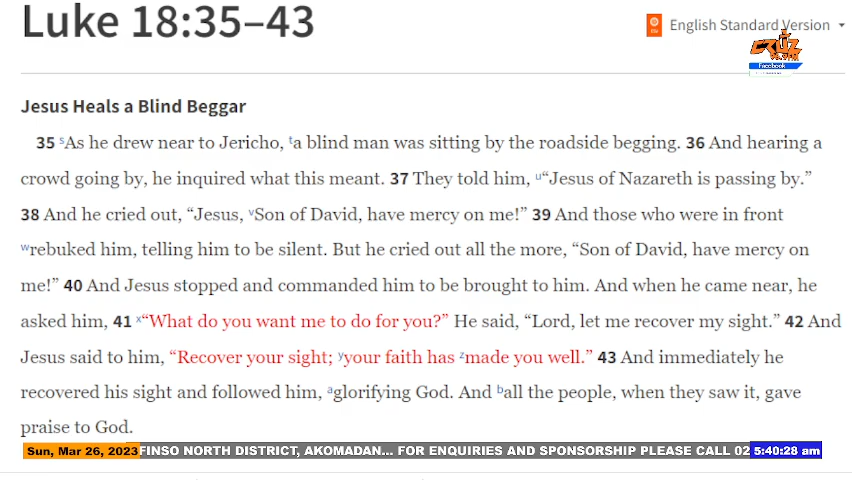 Luke 18:35–43
English Standard Version
CRUZ
Facebook
Jesus Heals a Blind Beggar
35 sAs he drew near to Jericho, ta blind man was sitting by the roadside begging. 36 And hearing a
crowd going by, he inquired what this meant. 37 They told him, u“Jesus of Nazareth is passing by.”
38 And he cried out, “Jesus, vSon of David, have mercy on me!” 39 And those who were in front
wrebuked him, telling him to be silent. But he cried out all the more, “Son of David, have mercy on
me!” 40 And Jesus stopped and commanded him to be brought to him. And when he came near, he
asked him, 41 x“What do you want me to do for you?” He said, “Lord, let me recover my sight.” 42 And
Jesus said to him, “Recover your sight; yyour faith has zmade you well.” 43 And immediately he
recovered his sight and followed him, aglorifying God. And ball the people, when they saw it, gave
praise to God.
Sun, Mar 26, 2023 FINSO NORTH DISTRICT, AKOMADAN... FOR ENQUIRIES AND SPONSORSHIP PLEASE CALL 02 5:40:28 am